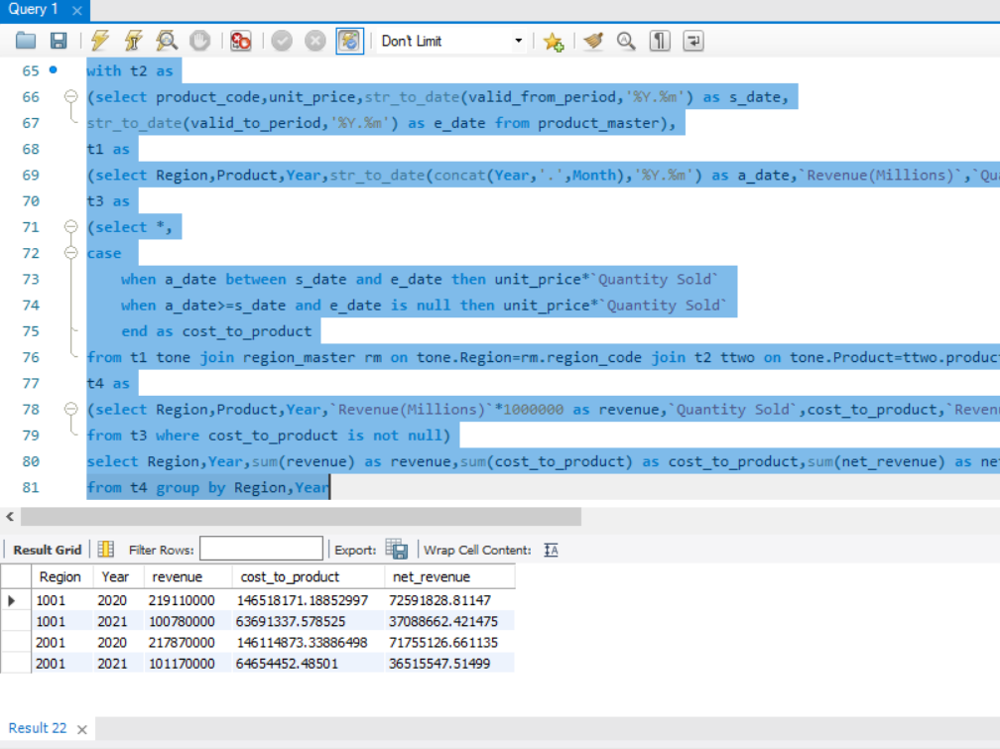 Query 1
Don't Limit
65 with t2 as
66 (select product_code,unit_price,str_to_date(valid_from_period,'%Y.%m') as s_date,
67 str_to_date(valid_to_period,'%Y.%m') as e_date from product_master),
68 t1 as
69 (select Region,Product,Year,str_to_date(concat(Year,'.',Month),'%Y.%m') as a_date,`Revenue(Millions)`,`Qua
70 t3 as
71 (select *,
72 case
73 when a_date between s_date and e_date then unit_price*`Quantity Sold`
74 when a_date>=s_date and e_date is null then unit_price*`Quantity Sold`
75 end as cost_to_product
76 from t1 tone join region_master rm on tone.Region=rm.region_code join t2 ttwo on tone.Product=ttwo.product
77 t4 as
78 (select Region,Product,Year,`Revenue(Millions)`*1000000 as revenue,`Quantity Sold`,cost_to_product,`Reven
79 from t3 where cost_to_product is not null)
80 select Region,Year,sum(revenue) as revenue,sum(cost_to_product) as cost_to_product,sum(net_revenue) as net
81 from t4 group by Region,Year
Result Grid Filter Rows: Export: Wrap Cell Content:
Region Year revenue cost_to_product net_revenue
1001 2020 219110000 146518171.18852997 72591828.81147
1001 2021 100780000 63691337.578525 37088662.421475
2001 2020 217870000 146114873.33886498 71755126.661135
2001 2021 101170000 64654452.48501 36515547.51499
Result 22